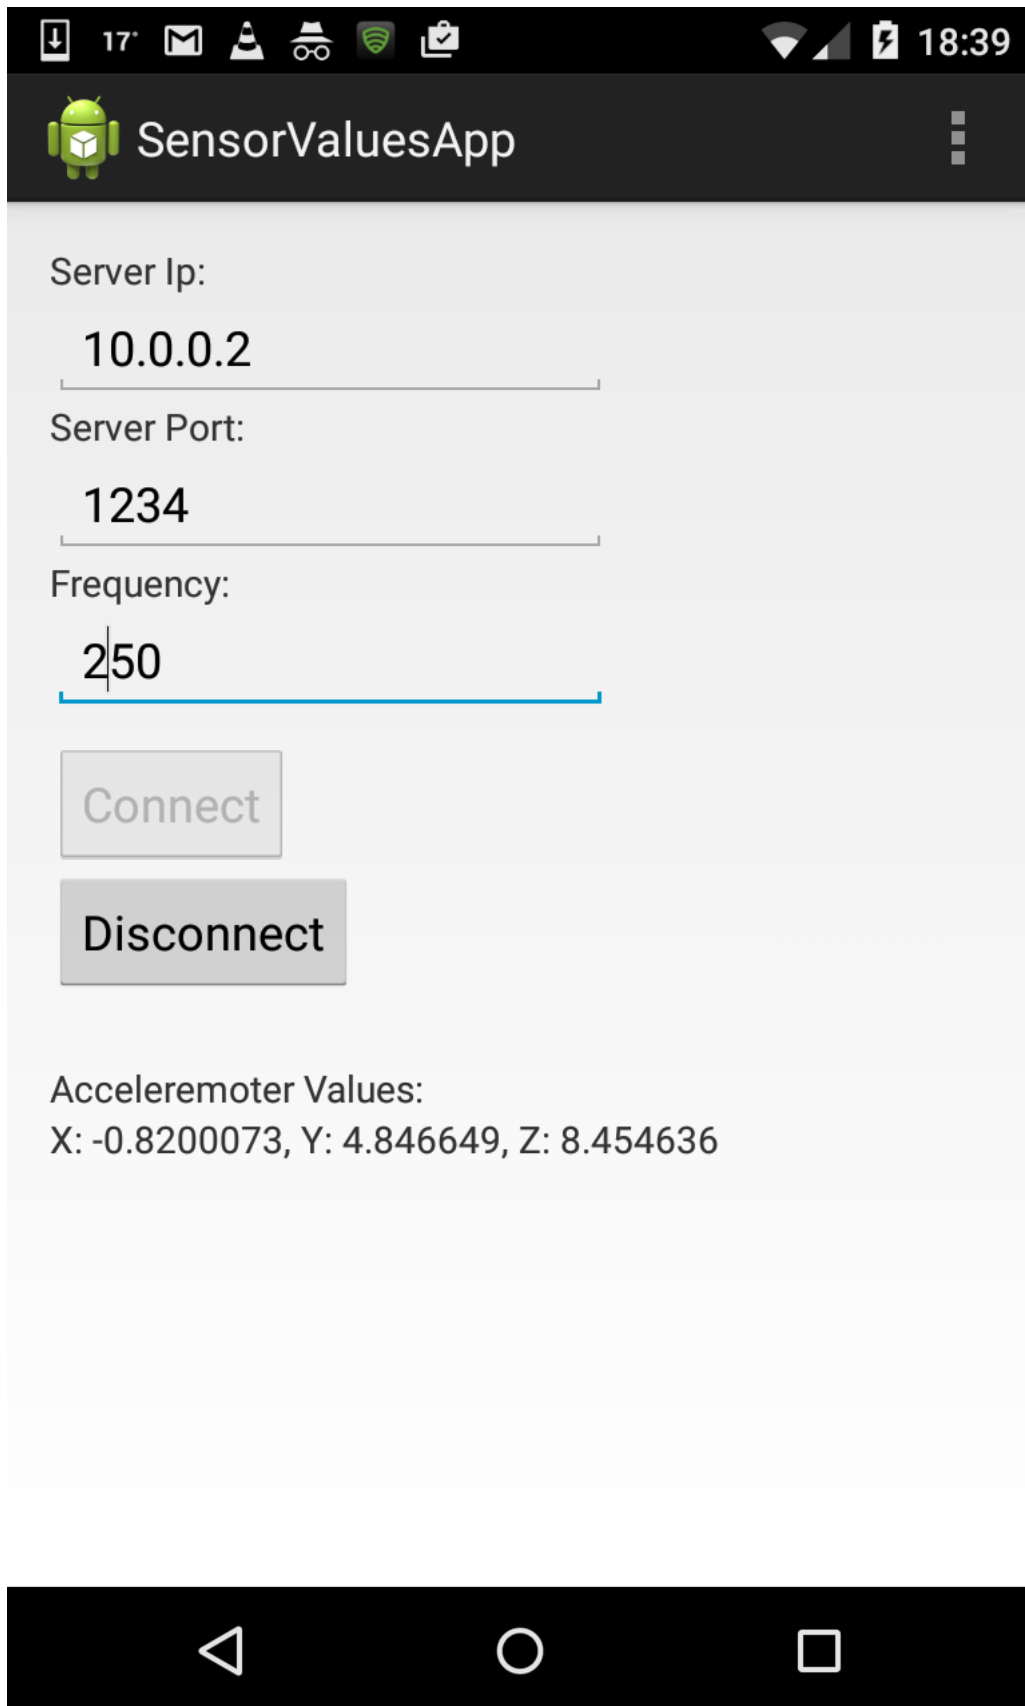 17° 18:39
SensorValuesApp
Server Ip:
10.0.0.2
Server Port:
1234
Frequency:
250
Connect
Disconnect
Acceleremoter Values:
X: -0.8200073, Y: 4.846649, Z: 8.454636